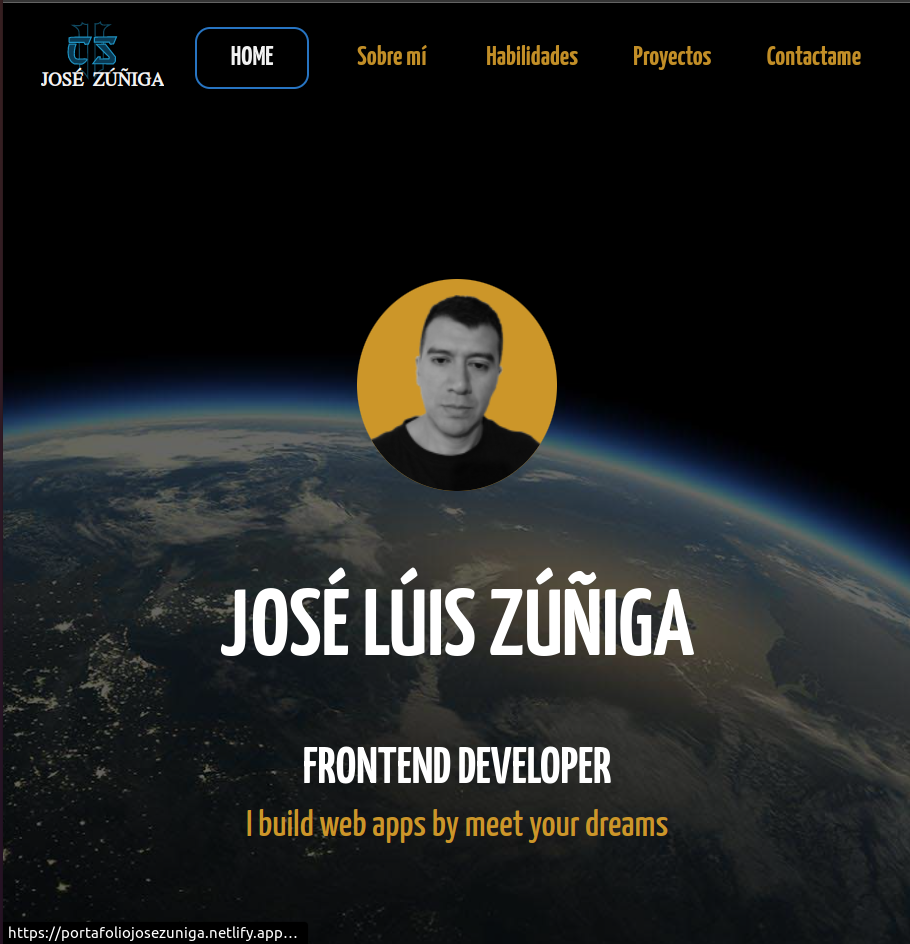 CS
JOSÉ ZÚÑIGA
HOME
Sobre mí
Habilidades
Proyectos
Contactame
JOSÉ LÚIS ZÚÑIGA
FRONTEND DEVELOPER
I build web apps by meet your dreams
https://portafoliojosezuniga.netlify.app…